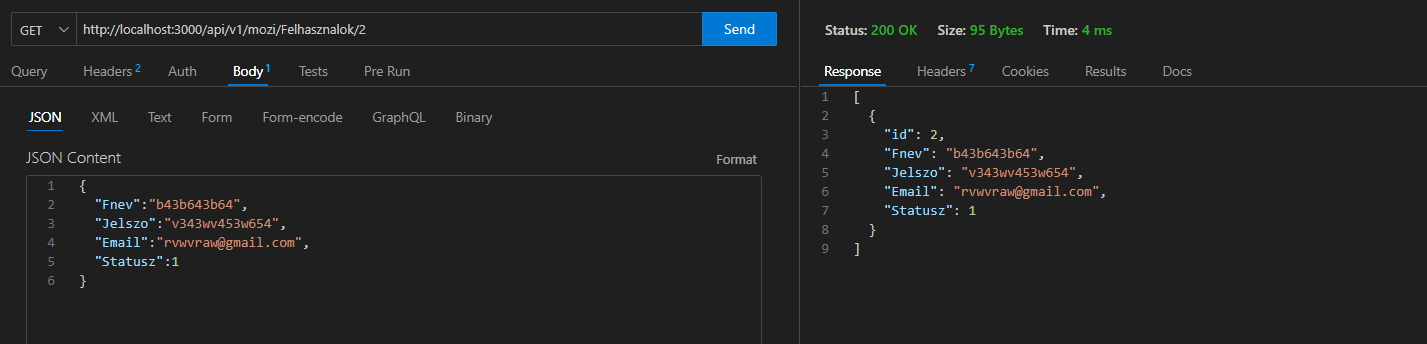 GET http://localhost:3000/api/v1/mozi/Felhasznalok/2 Send
Query Headers 2 Auth Body 1 Tests Pre Run
JSON XML Text Form Form-encode GraphQL Binary
JSON Content Format
1 {
2 "Fnev":"b43b643b64",
3 "Jelszo":"v343wv453w654",
4 "Email":"rvwvraw@gmail.com",
5 "Statusz":1
6 }
Status: 200 OK Size: 95 Bytes Time: 4 ms
Response Headers 7 Cookies Results Docs
1 [
2 {
3 "id": 2,
4 "Fnev": "b43b643b64",
5 "Jelszo": "v343wv453w654",
6 "Email": "rvwvraw@gmail.com",
7 "Statusz": 1
8 }
9 ]